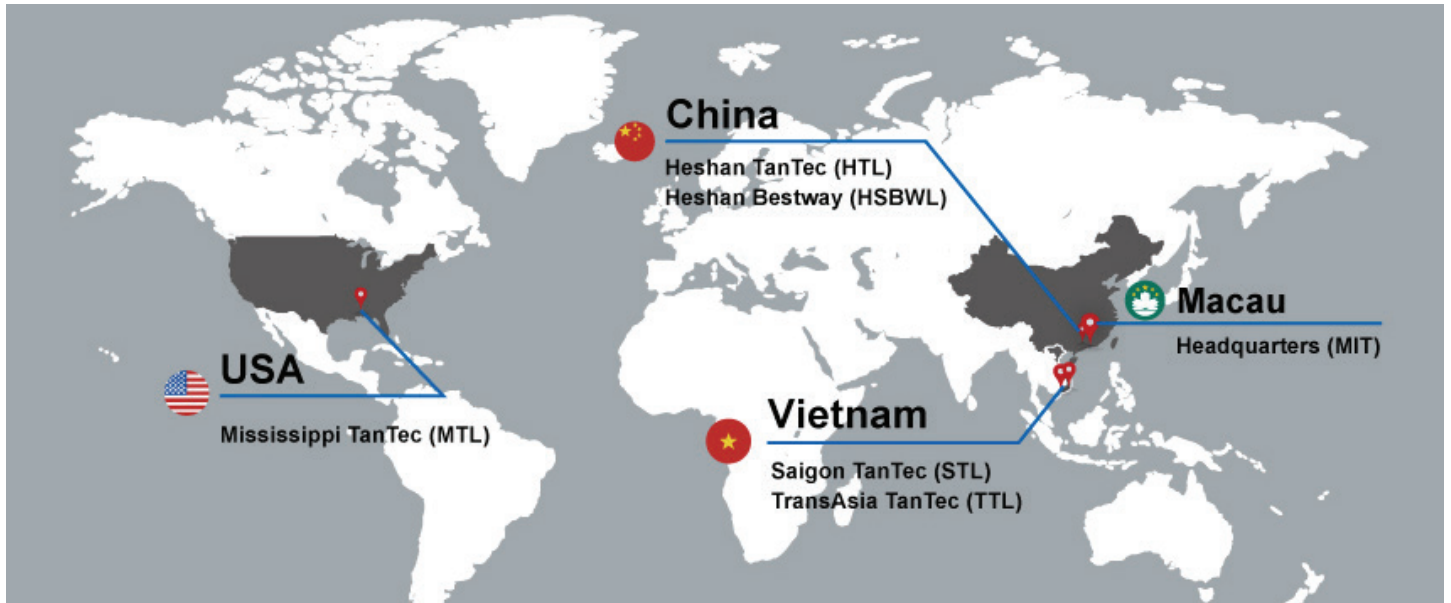 China
Heshan TanTec (HTL)
Heshan Bestway (HSBWL)
Macau
Headquarters (MIT)
USA
Mississippi TanTec (MTL)
Vietnam
Saigon TanTec (STL)
TransAsia TanTec (TTL)